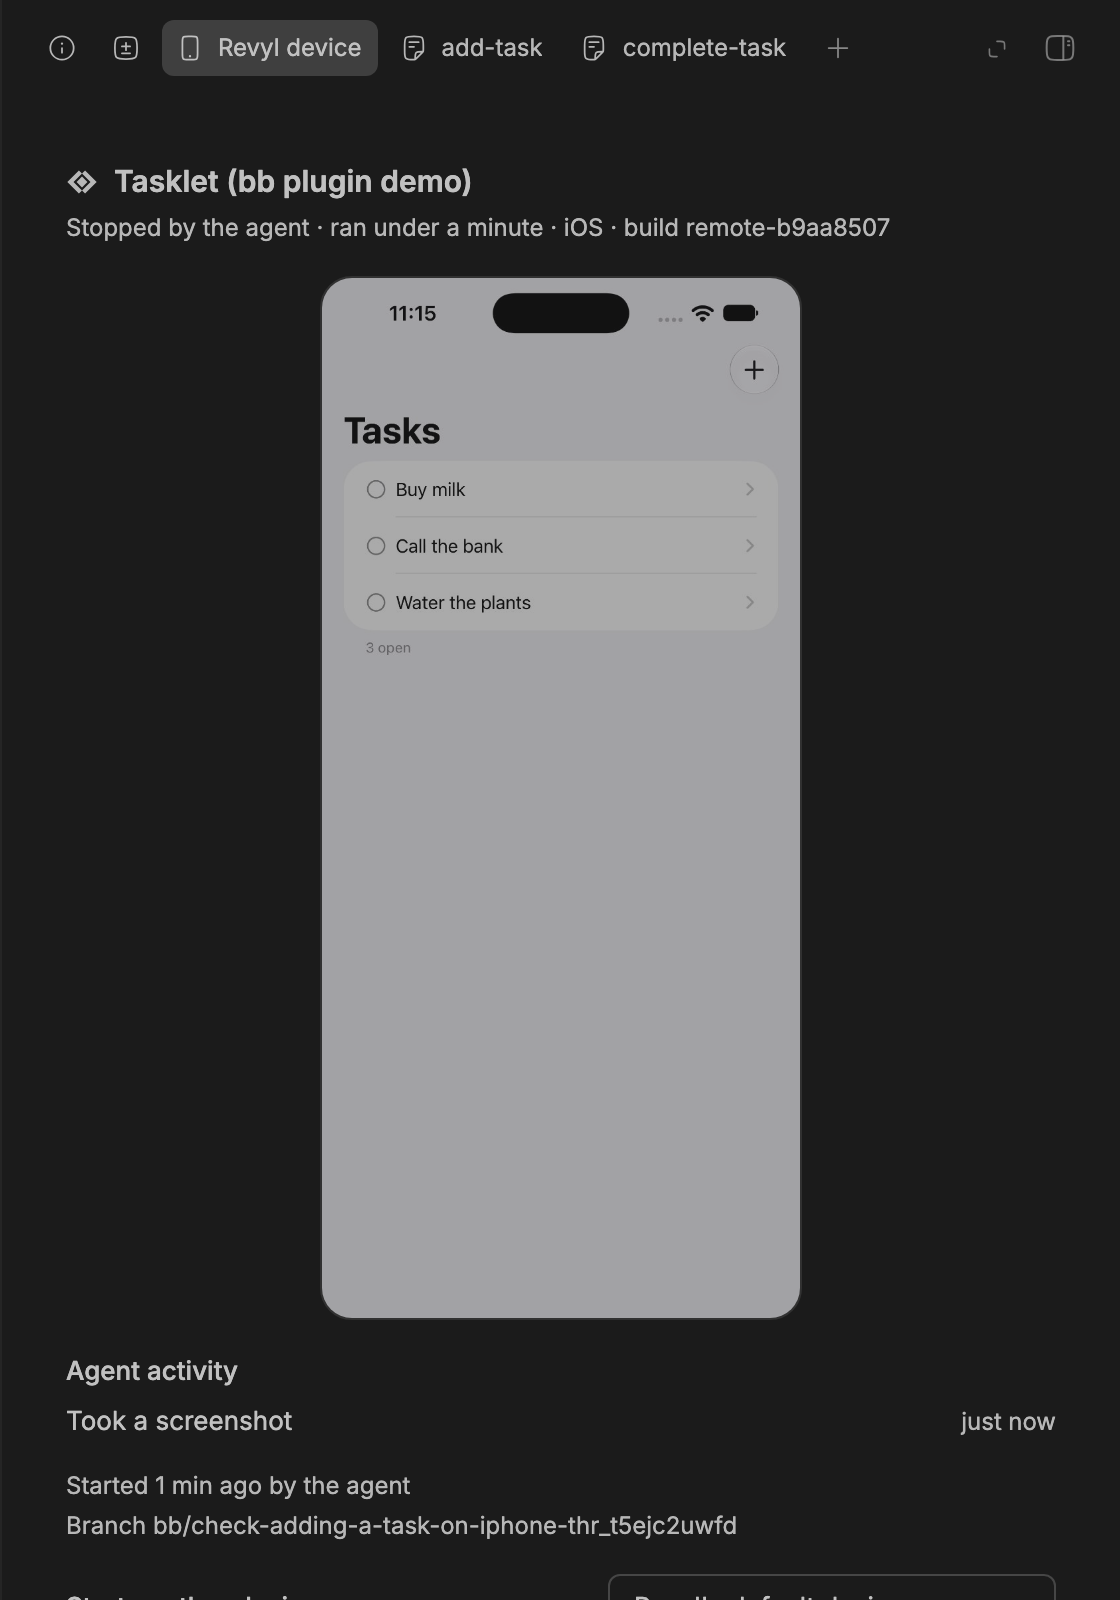 Revyl device add-task complete-task
Tasklet (bb plugin demo)
Stopped by the agent · ran under a minute · iOS · build remote-b9aa8507
11:15
Tasks
Buy milk
Call the bank
Water the plants
3 open
Agent activity
Took a screenshot just now
Started 1 min ago by the agent
Branch bb/check-adding-a-task-on-iphone-thr_t5ejc2uwfd